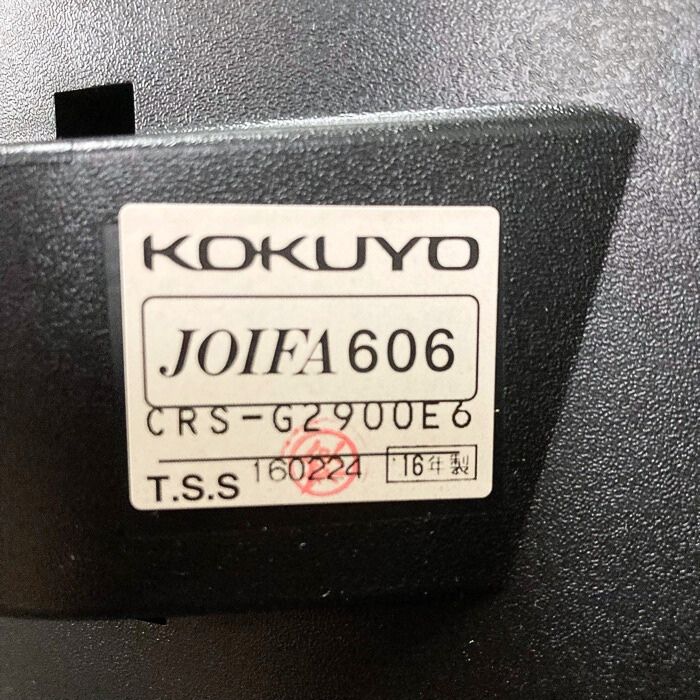 KOKUYO
JOIFA 606
CRS-G2900E6
T.S.S 160224 '16年製